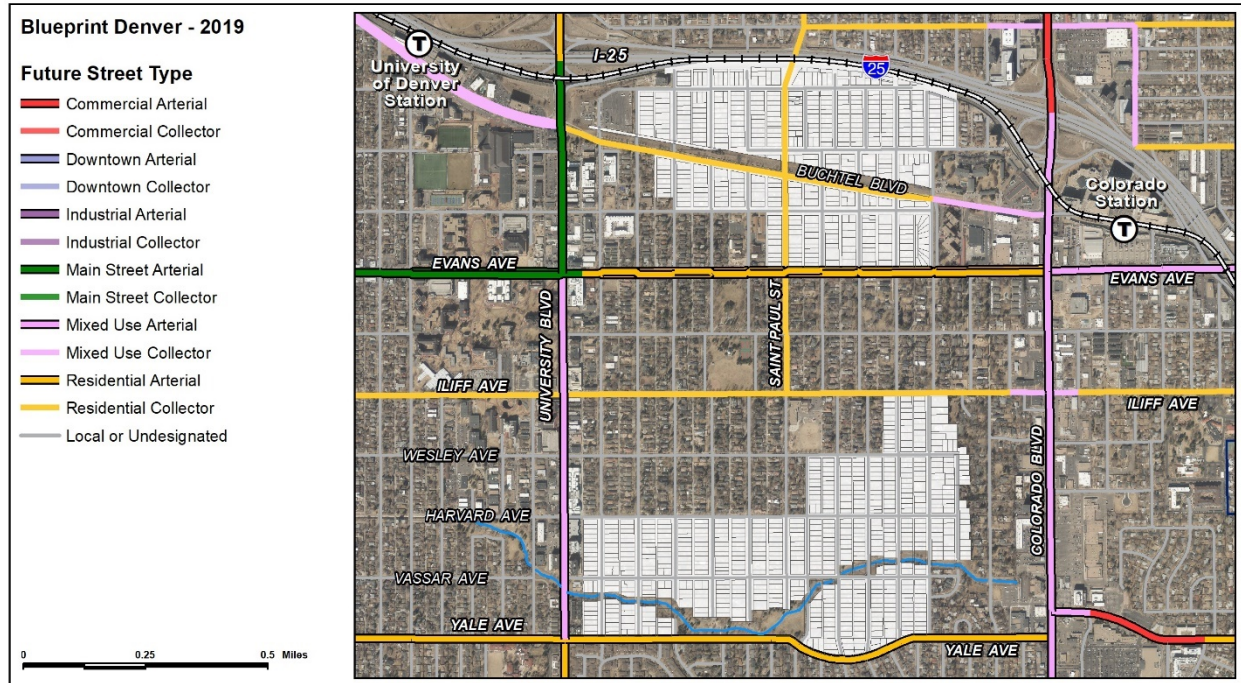 Blueprint Denver - 2019
Future Street Type
Commercial Arterial
Commercial Collector
Downtown Arterial
Downtown Collector
Industrial Arterial
Industrial Collector
Main Street Arterial
Main Street Collector
Mixed Use Arterial
Mixed Use Collector
Residential Arterial
Residential Collector
Local or Undesignated
0 0.25 0.5 Miles
T
University
of Denver
Station
I-25
25
BUCHTEL BLVD
Colorado
Station
T
EVANS AVE
EVANS AVE
UNIVERSITY BLVD
SAINT PAUL ST
COLORADO BLVD
ILIFF AVE
ILIFF AVE
WESLEY AVE
HARVARD AVE
VASSAR AVE
YALE AVE
YALE AVE